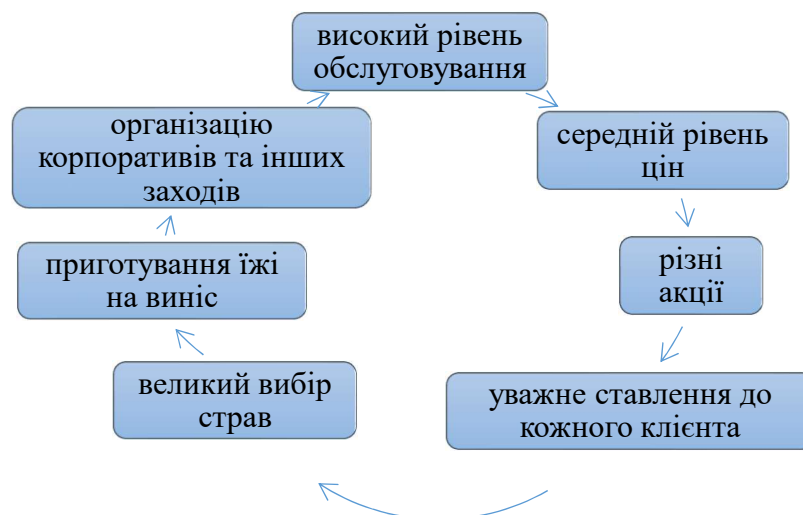 високий рівень
обслуговування
середній рівень
цін
різні
акції
уважне ставлення до
кожного клієнта
великий вибір
страв
приготування їжі
на виніс
організацію
корпоративів та інших
заходів